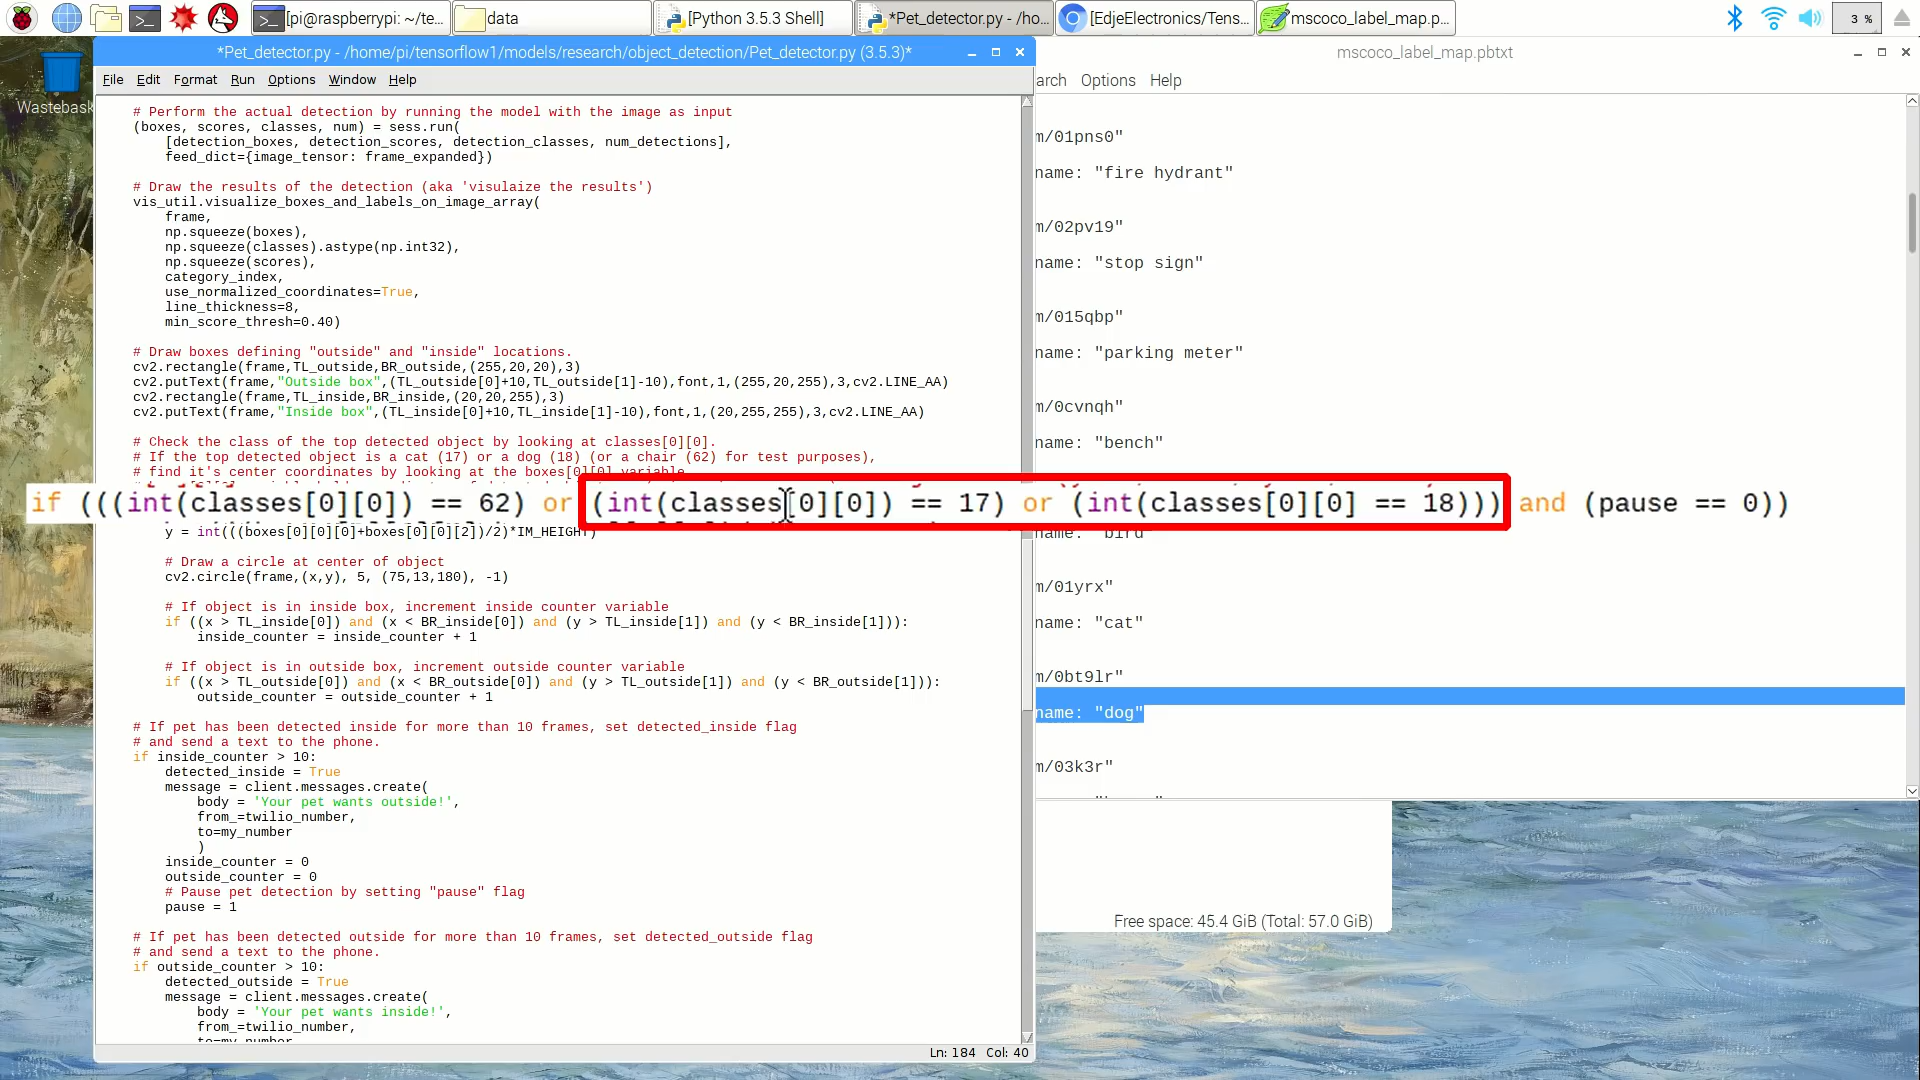 [pi@raspberrypi: ~/te...
data
[Python 3.5.3 Shell]
*Pet_detector.py - /ho...
[EdjeElectronics/Tens...
mscoco_label_map.p...
3 %
Wastebask
*Pet_detector.py - /home/pi/tensorflow1/models/research/object_detection/Pet_detector.py (3.5.3)*
File Edit Format Run Options Window Help
# Perform the actual detection by running the model with the image as input
(boxes, scores, classes, num) = sess.run(
[detection_boxes, detection_scores, detection_classes, num_detections],
feed_dict={image_tensor: frame_expanded})
# Draw the results of the detection (aka 'visulaize the results')
vis_util.visualize_boxes_and_labels_on_image_array(
frame,
np.squeeze(boxes),
np.squeeze(classes).astype(np.int32),
np.squeeze(scores),
category_index,
use_normalized_coordinates=True,
line_thickness=8,
min_score_thresh=0.40)
# Draw boxes defining "outside" and "inside" locations.
cv2.rectangle(frame,TL_outside,BR_outside,(255,20,20),3)
cv2.putText(frame,"Outside box",(TL_outside[0]+10,TL_outside[1]-10),font,1,(255,20,255),3,cv2.LINE_AA)
cv2.rectangle(frame,TL_inside,BR_inside,(20,20,255),3)
cv2.putText(frame,"Inside box",(TL_inside[0]+10,TL_inside[1]-10),font,1,(20,255,255),3,cv2.LINE_AA)
# Check the class of the top detected object by looking at classes[0][0].
# If the top detected object is a cat (17) or a dog (18) (or a chair (62) for test purposes),
# find it's center coordinates by looking at the boxes[0][0] variable.
if (((int(classes[0][0]) == 62) or (int(classes[0][0]) == 17) or (int(classes[0][0] == 18))) and (pause == 0))
y = int(((boxes[0][0][0]+boxes[0][0][2])/2)*IM_HEIGHT)
# Draw a circle at center of object
cv2.circle(frame,(x,y), 5, (75,13,180), -1)
# If object is in inside box, increment inside counter variable
if ((x > TL_inside[0]) and (x < BR_inside[0]) and (y > TL_inside[1]) and (y < BR_inside[1])):
inside_counter = inside_counter + 1
# If object is in outside box, increment outside counter variable
if ((x > TL_outside[0]) and (x < BR_outside[0]) and (y > TL_outside[1]) and (y < BR_outside[1])):
outside_counter = outside_counter + 1
# If pet has been detected inside for more than 10 frames, set detected_inside flag
# and send a text to the phone.
if inside_counter > 10:
detected_inside = True
message = client.messages.create(
body = 'Your pet wants outside!',
from_=twilio_number,
to=my_number
)
inside_counter = 0
outside_counter = 0
# Pause pet detection by setting "pause" flag
pause = 1
# If pet has been detected outside for more than 10 frames, set detected_outside flag
# and send a text to the phone.
if outside_counter > 10:
detected_outside = True
message = client.messages.create(
body = 'Your pet wants inside!',
from_=twilio_number,
to=my_number
Ln: 184 Col: 40
mscoco_label_map.pbtxt
arch Options Help
m/01pns0"
name: "fire hydrant"
m/02pv19"
name: "stop sign"
m/015qbp"
name: "parking meter"
m/0cvnqh"
name: "bench"
name: "bird"
m/01yrx"
name: "cat"
m/0bt9lr"
name: "dog"
m/03k3r"
Free space: 45.4 GiB (Total: 57.0 GiB)